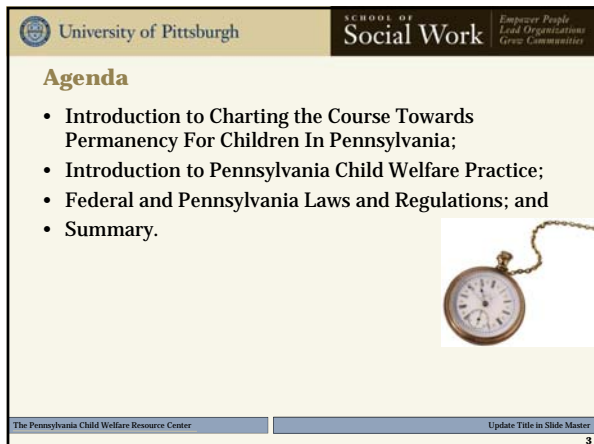 University of Pittsburgh
SCHOOL OF
Social Work
Empower People
Lead Organizations
Grow Communities
Agenda
• Introduction to Charting the Course Towards
Permanency For Children In Pennsylvania;
• Introduction to Pennsylvania Child Welfare Practice;
• Federal and Pennsylvania Laws and Regulations; and
• Summary.
The Pennsylvania Child Welfare Resource Center
Update Title in Slide Master
3